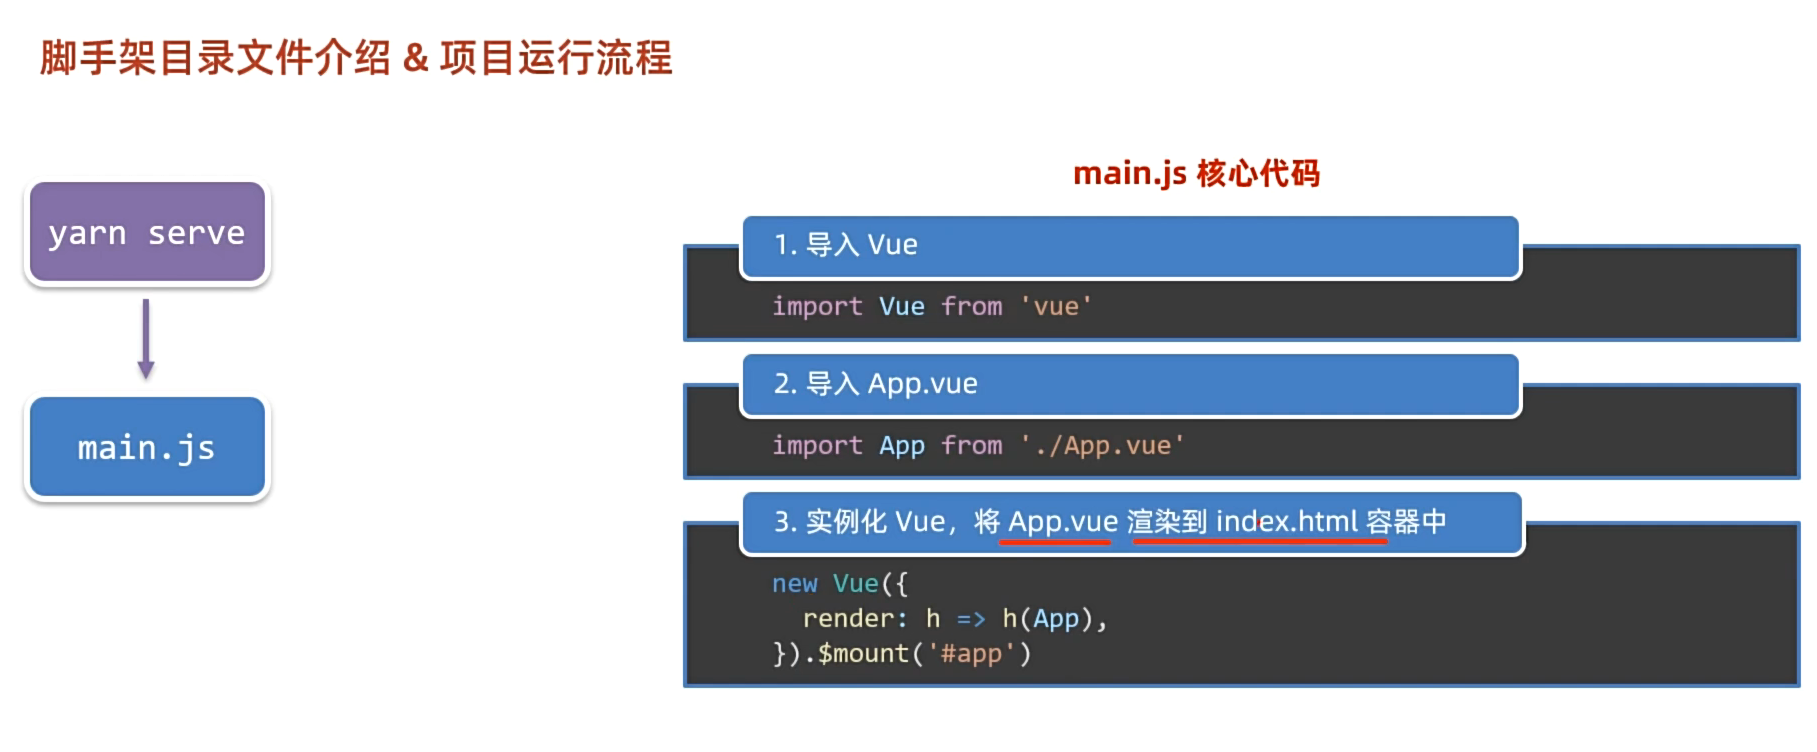 脚手架目录文件介绍 & 项目运行流程
yarn serve
main.js
main.js 核心代码
1. 导入 Vue
import Vue from 'vue'
2. 导入 App.vue
import App from './App.vue'
3. 实例化 Vue，将 App.vue 渲染到 index.html 容器中
new Vue({
  render: h => h(App),
}).$mount('#app')